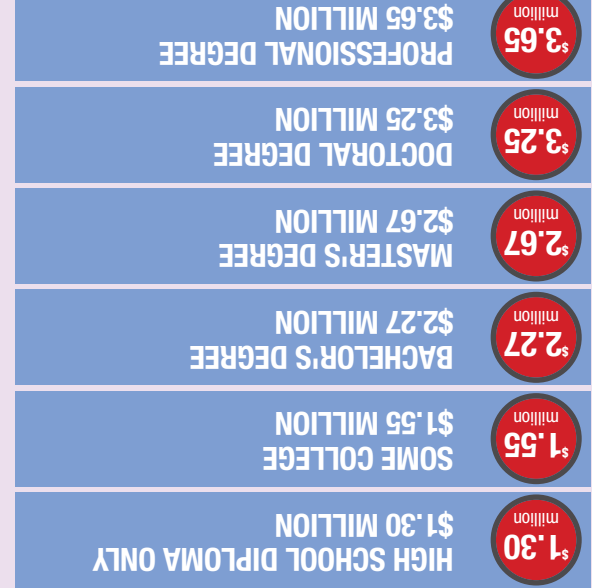 $1.30
million
HIGH SCHOOL DIPLOMA ONLY
$1.30 MILLION
$1.55
million
SOME COLLEGE
$1.55 MILLION
$2.27
million
BACHELOR'S DEGREE
$2.27 MILLION
$2.67
million
MASTER'S DEGREE
$2.67 MILLION
$3.25
million
DOCTORAL DEGREE
$3.25 MILLION
$3.65
million
PROFESSIONAL DEGREE
$3.65 MILLION